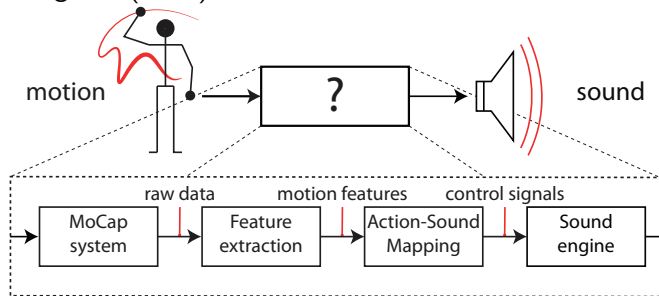 motion
?
sound
raw data
motion features
control signals
MoCap
system
Feature
extraction
Action-Sound
Mapping
Sound
engine